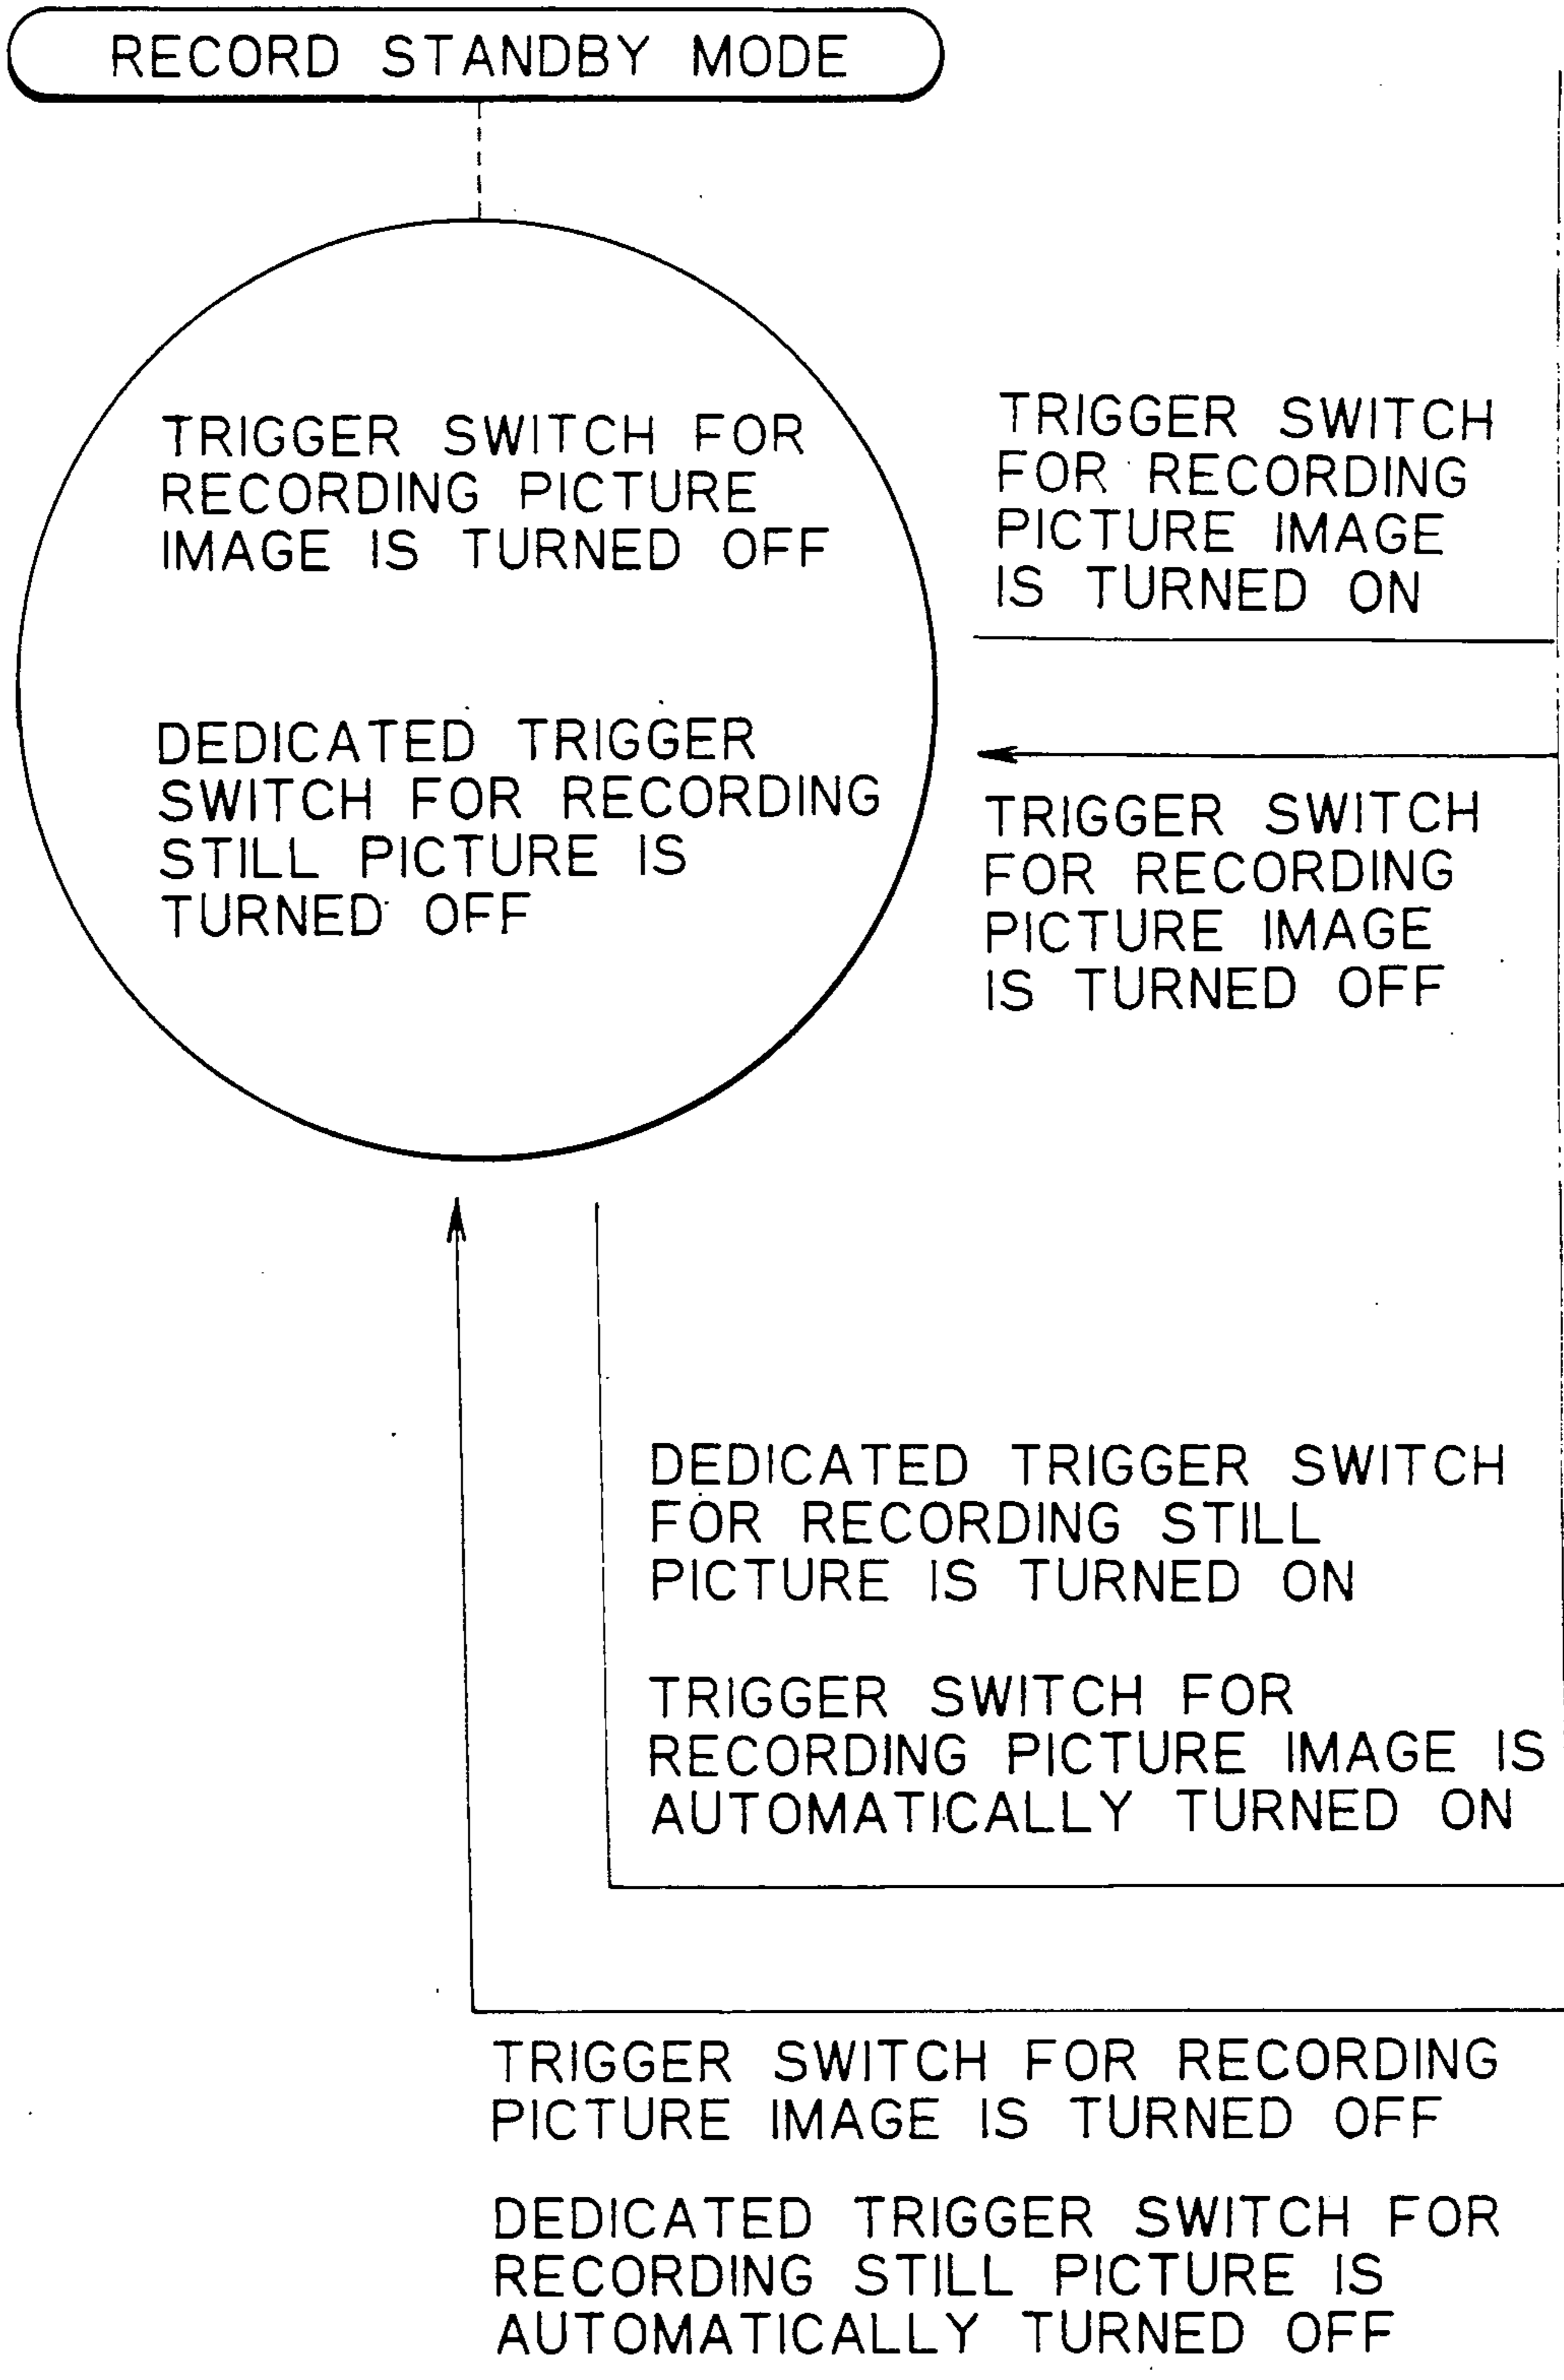 RECORD STANDBY MODE
TRIGGER SWITCH FOR
RECORDING PICTURE
IMAGE IS TURNED OFF
DEDICATED TRIGGER
SWITCH FOR RECORDING
STILL PICTURE IS
TURNED OFF
TRIGGER SWITCH
FOR RECORDING
PICTURE IMAGE
IS TURNED ON
TRIGGER SWITCH
FOR RECORDING
PICTURE IMAGE
IS TURNED OFF
DEDICATED TRIGGER SWITCH
FOR RECORDING STILL
PICTURE IS TURNED ON
TRIGGER SWITCH FOR
RECORDING PICTURE IMAGE IS
AUTOMATICALLY TURNED ON
TRIGGER SWITCH FOR RECORDING
PICTURE IMAGE IS TURNED OFF
DEDICATED TRIGGER SWITCH FOR
RECORDING STILL PICTURE IS
AUTOMATICALLY TURNED OFF